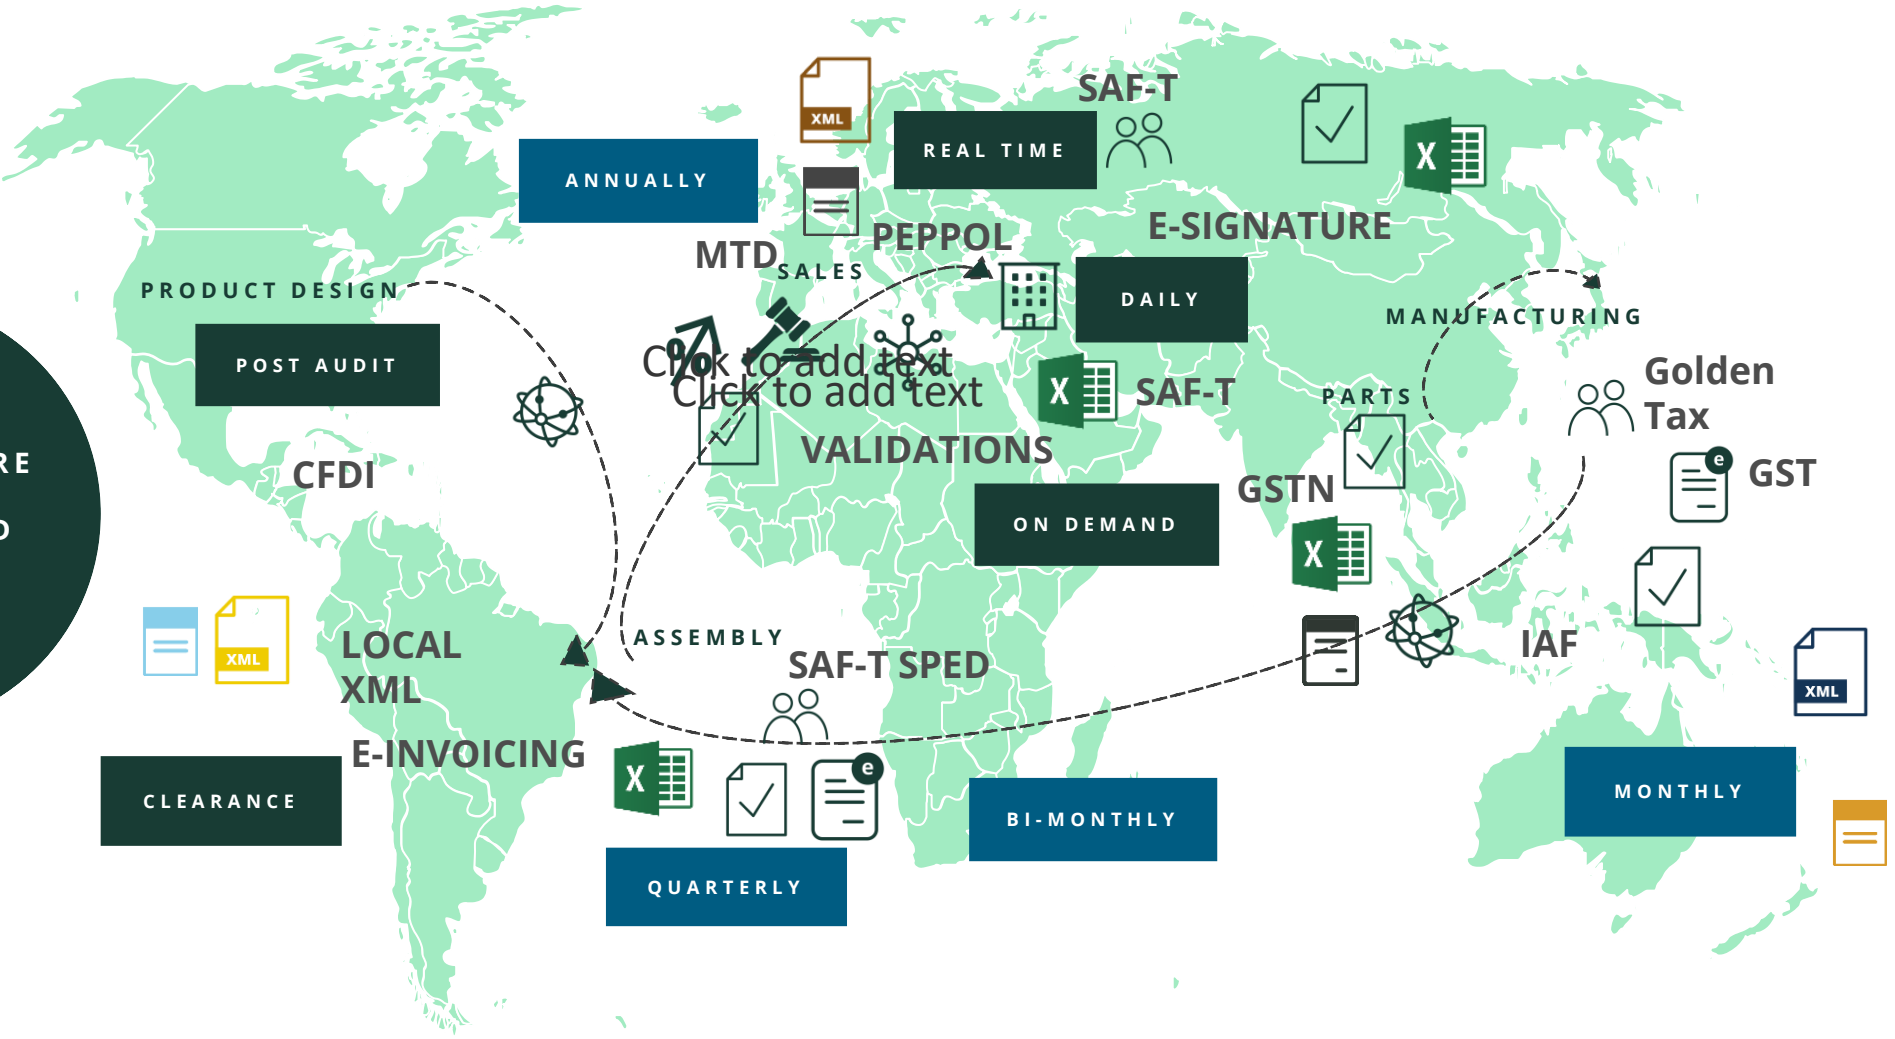 SAF-T
XML
REAL TIME
ANNUALLY
X
E-SIGNATURE
PEPPOL
MTD
SALES
PRODUCT DESIGN
DAILY
MANUFACTURING
POST AUDIT
%
Click to add text
Click to add text
X
SAF-T
PARTS
Golden
Tax
VALIDATIONS
CFDI
GSTN
e
GST
RE
ON DEMAND
X
D
ASSEMBLY
LOCAL
XML
XML
SAF-T SPED
IAF
XML
E-INVOICING
X
e
CLEARANCE
BI-MONTHLY
MONTHLY
QUARTERLY